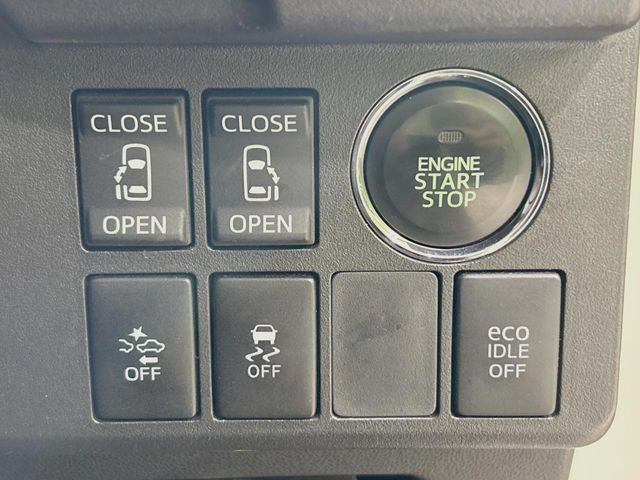 CLOSE
OPEN
CLOSE
OPEN
ENGINE
START
STOP
OFF
OFF
eco
IDLE
OFF